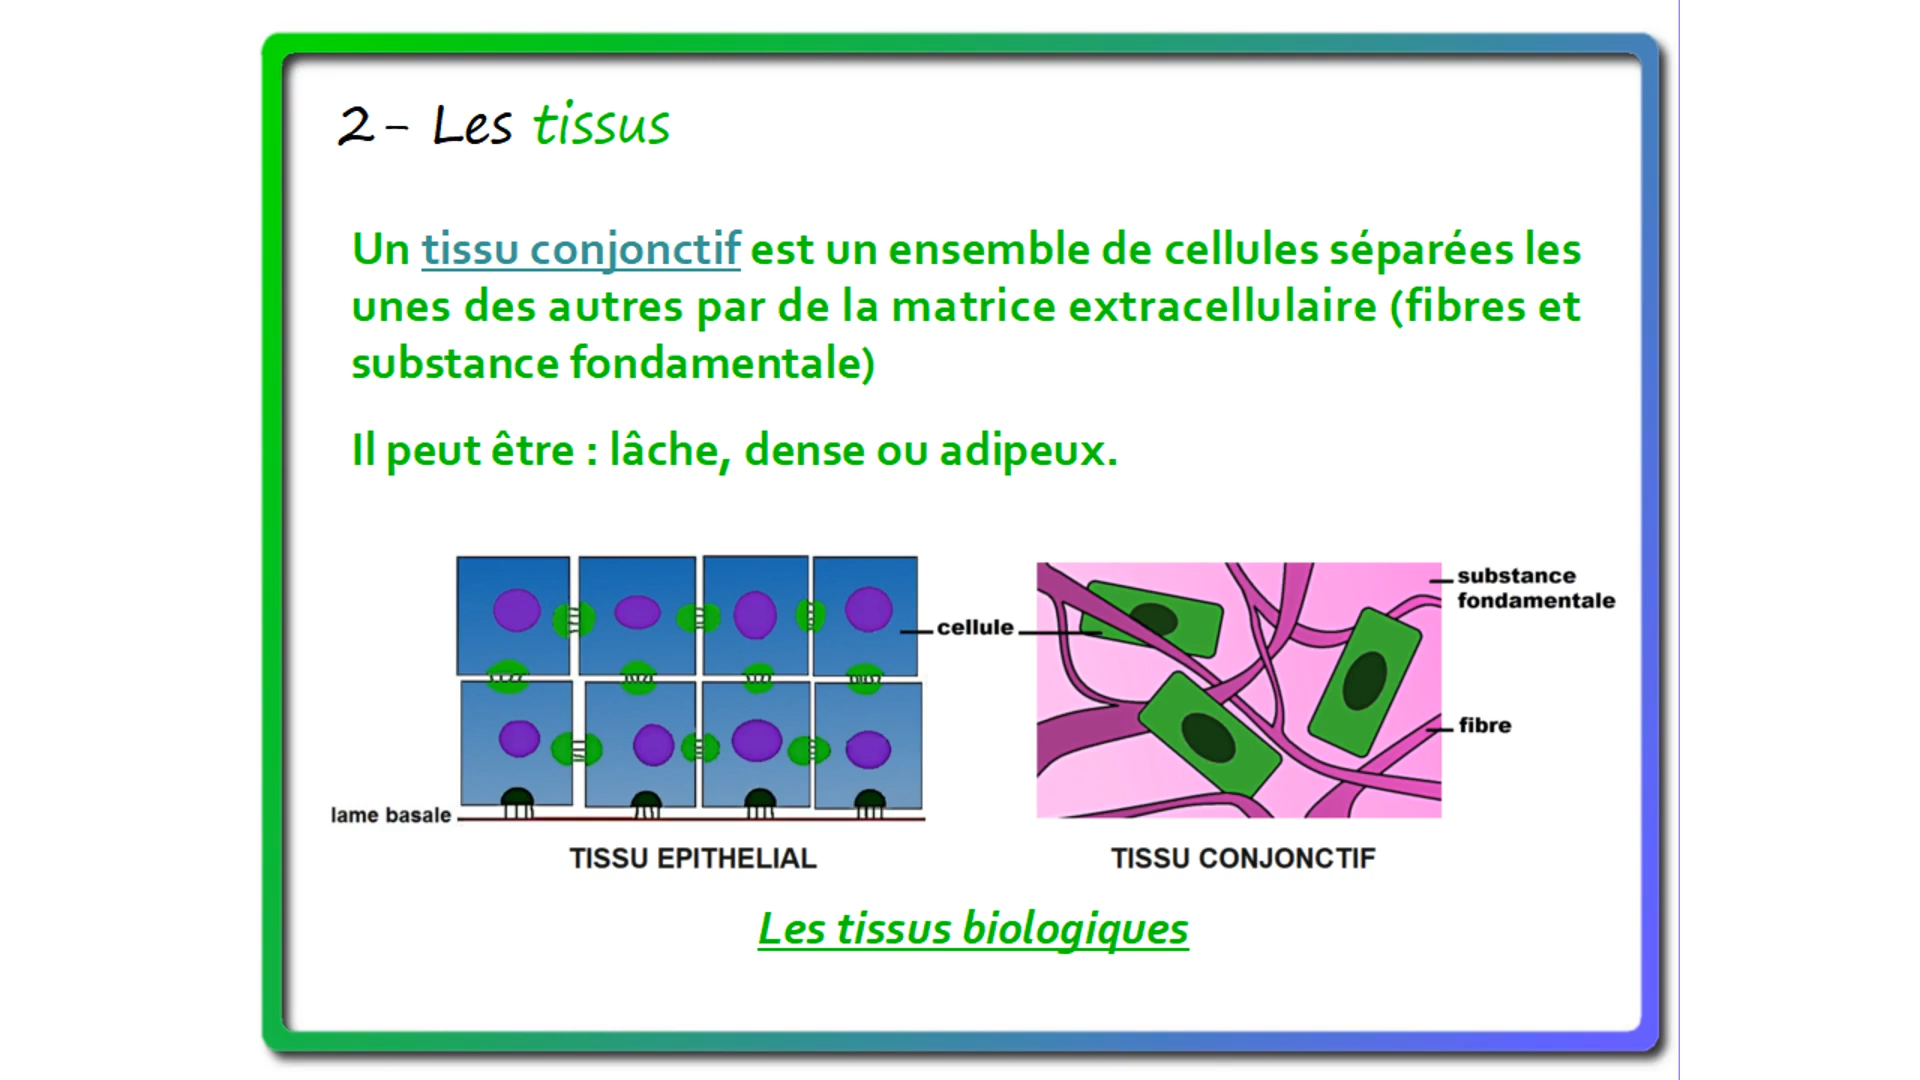 2- Les tissus
Un tissu conjonctif est un ensemble de cellules séparées les
unes des autres par de la matrice extracellulaire (fibres et
substance fondamentale)
Il peut être : lâche, dense ou adipeux.
substance
fondamentale
cellule
fibre
lame basale
TISSU EPITHELIAL
TISSU CONJONCTIF
Les tissus biologiques